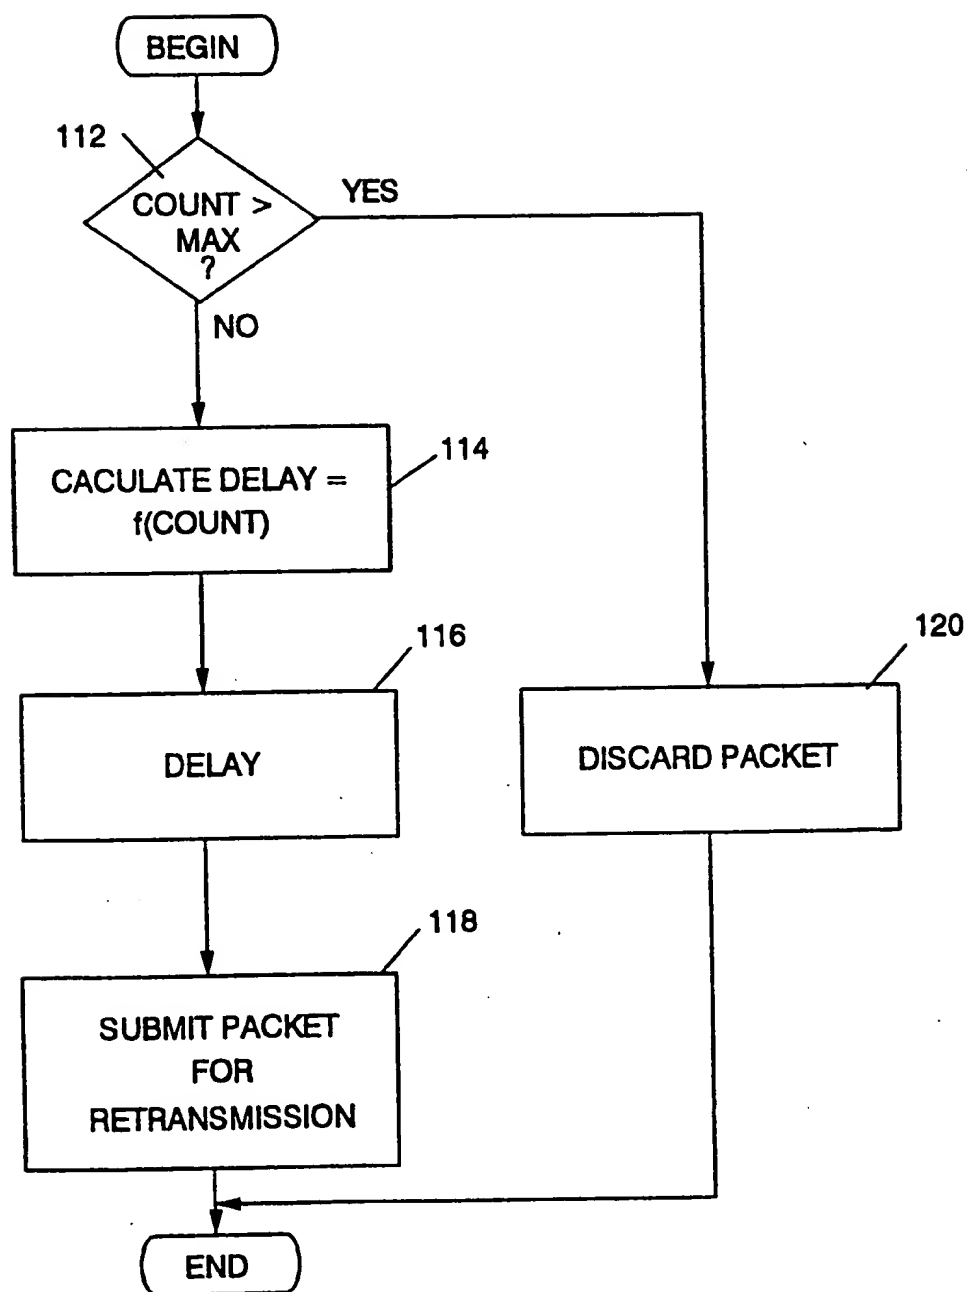 BEGIN
112
COUNT >
MAX
?
YES
NO
CACULATE DELAY =
f(COUNT)
114
116
DELAY
120
DISCARD PACKET
118
SUBMIT PACKET
FOR
RETRANSMISSION
END